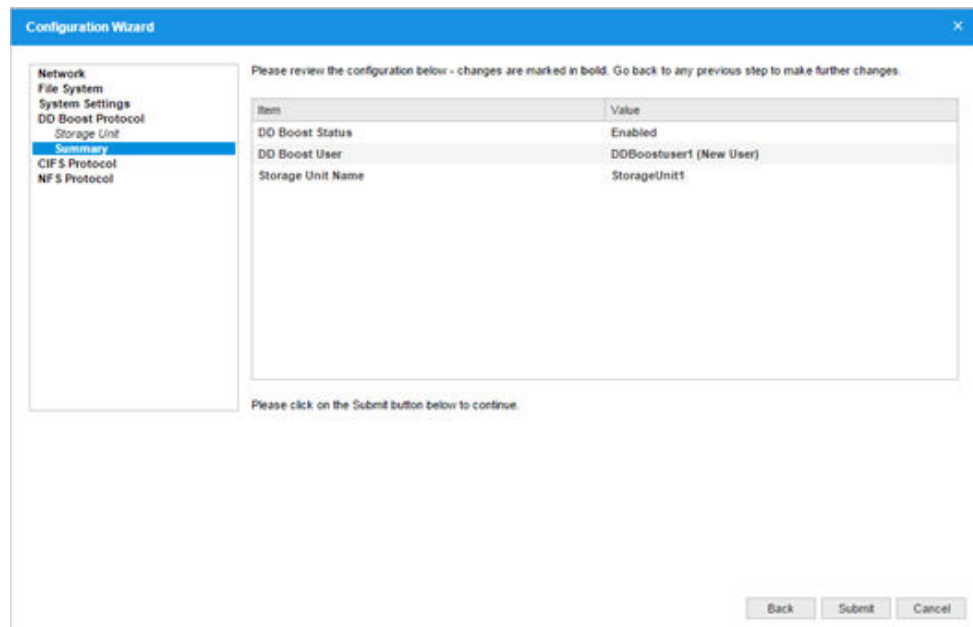 Configuration Wizard
Network
File System
System Settings
DD Boost Protocol
Storage Unit
Summary
CIFS Protocol
NFS Protocol
Please review the configuration below - changes are marked in bold. Go back to any previous step to make further changes.
Item Value
DD Boost Status Enabled
DD Boost User DDBoostuser1 (New User)
Storage Unit Name StorageUnit1
Please click on the Submit button below to continue.
Back Submit Cancel